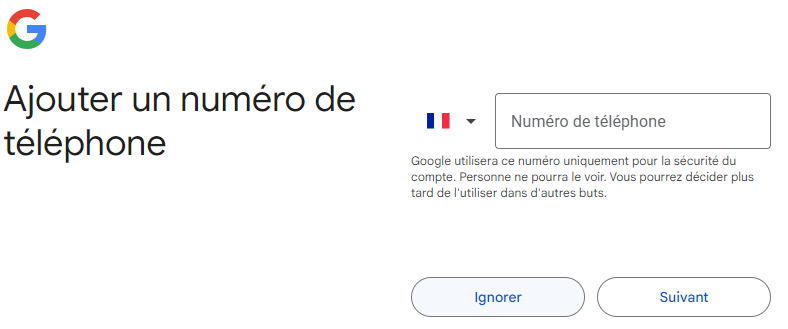 Ajouter un numéro de
téléphone
Numéro de téléphone
Google utilisera ce numéro uniquement pour la sécurité du
compte. Personne ne pourra le voir. Vous pourrez décider plus
tard de l'utiliser dans d'autres buts.
Ignorer
Suivant